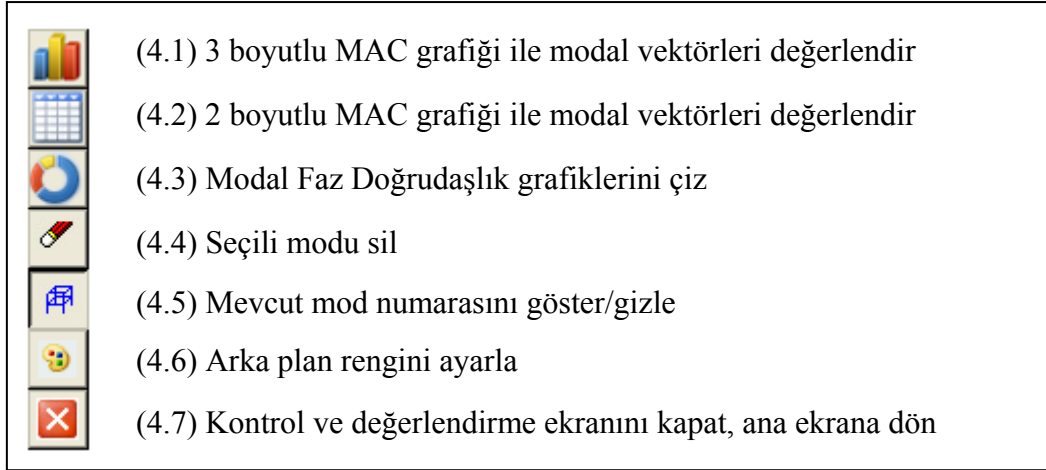 (4.1) 3 boyutlu MAC grafiği ile modal vektörleri değerlendir
(4.2) 2 boyutlu MAC grafiği ile modal vektörleri değerlendir
(4.3) Modal Faz Doğrudaşlık grafiklerini çiz
(4.4) Seçili modu sil
(4.5) Mevcut mod numarasını göster/gizle
(4.6) Arka plan rengini ayarla
(4.7) Kontrol ve değerlendirme ekranını kapat, ana ekrana dön